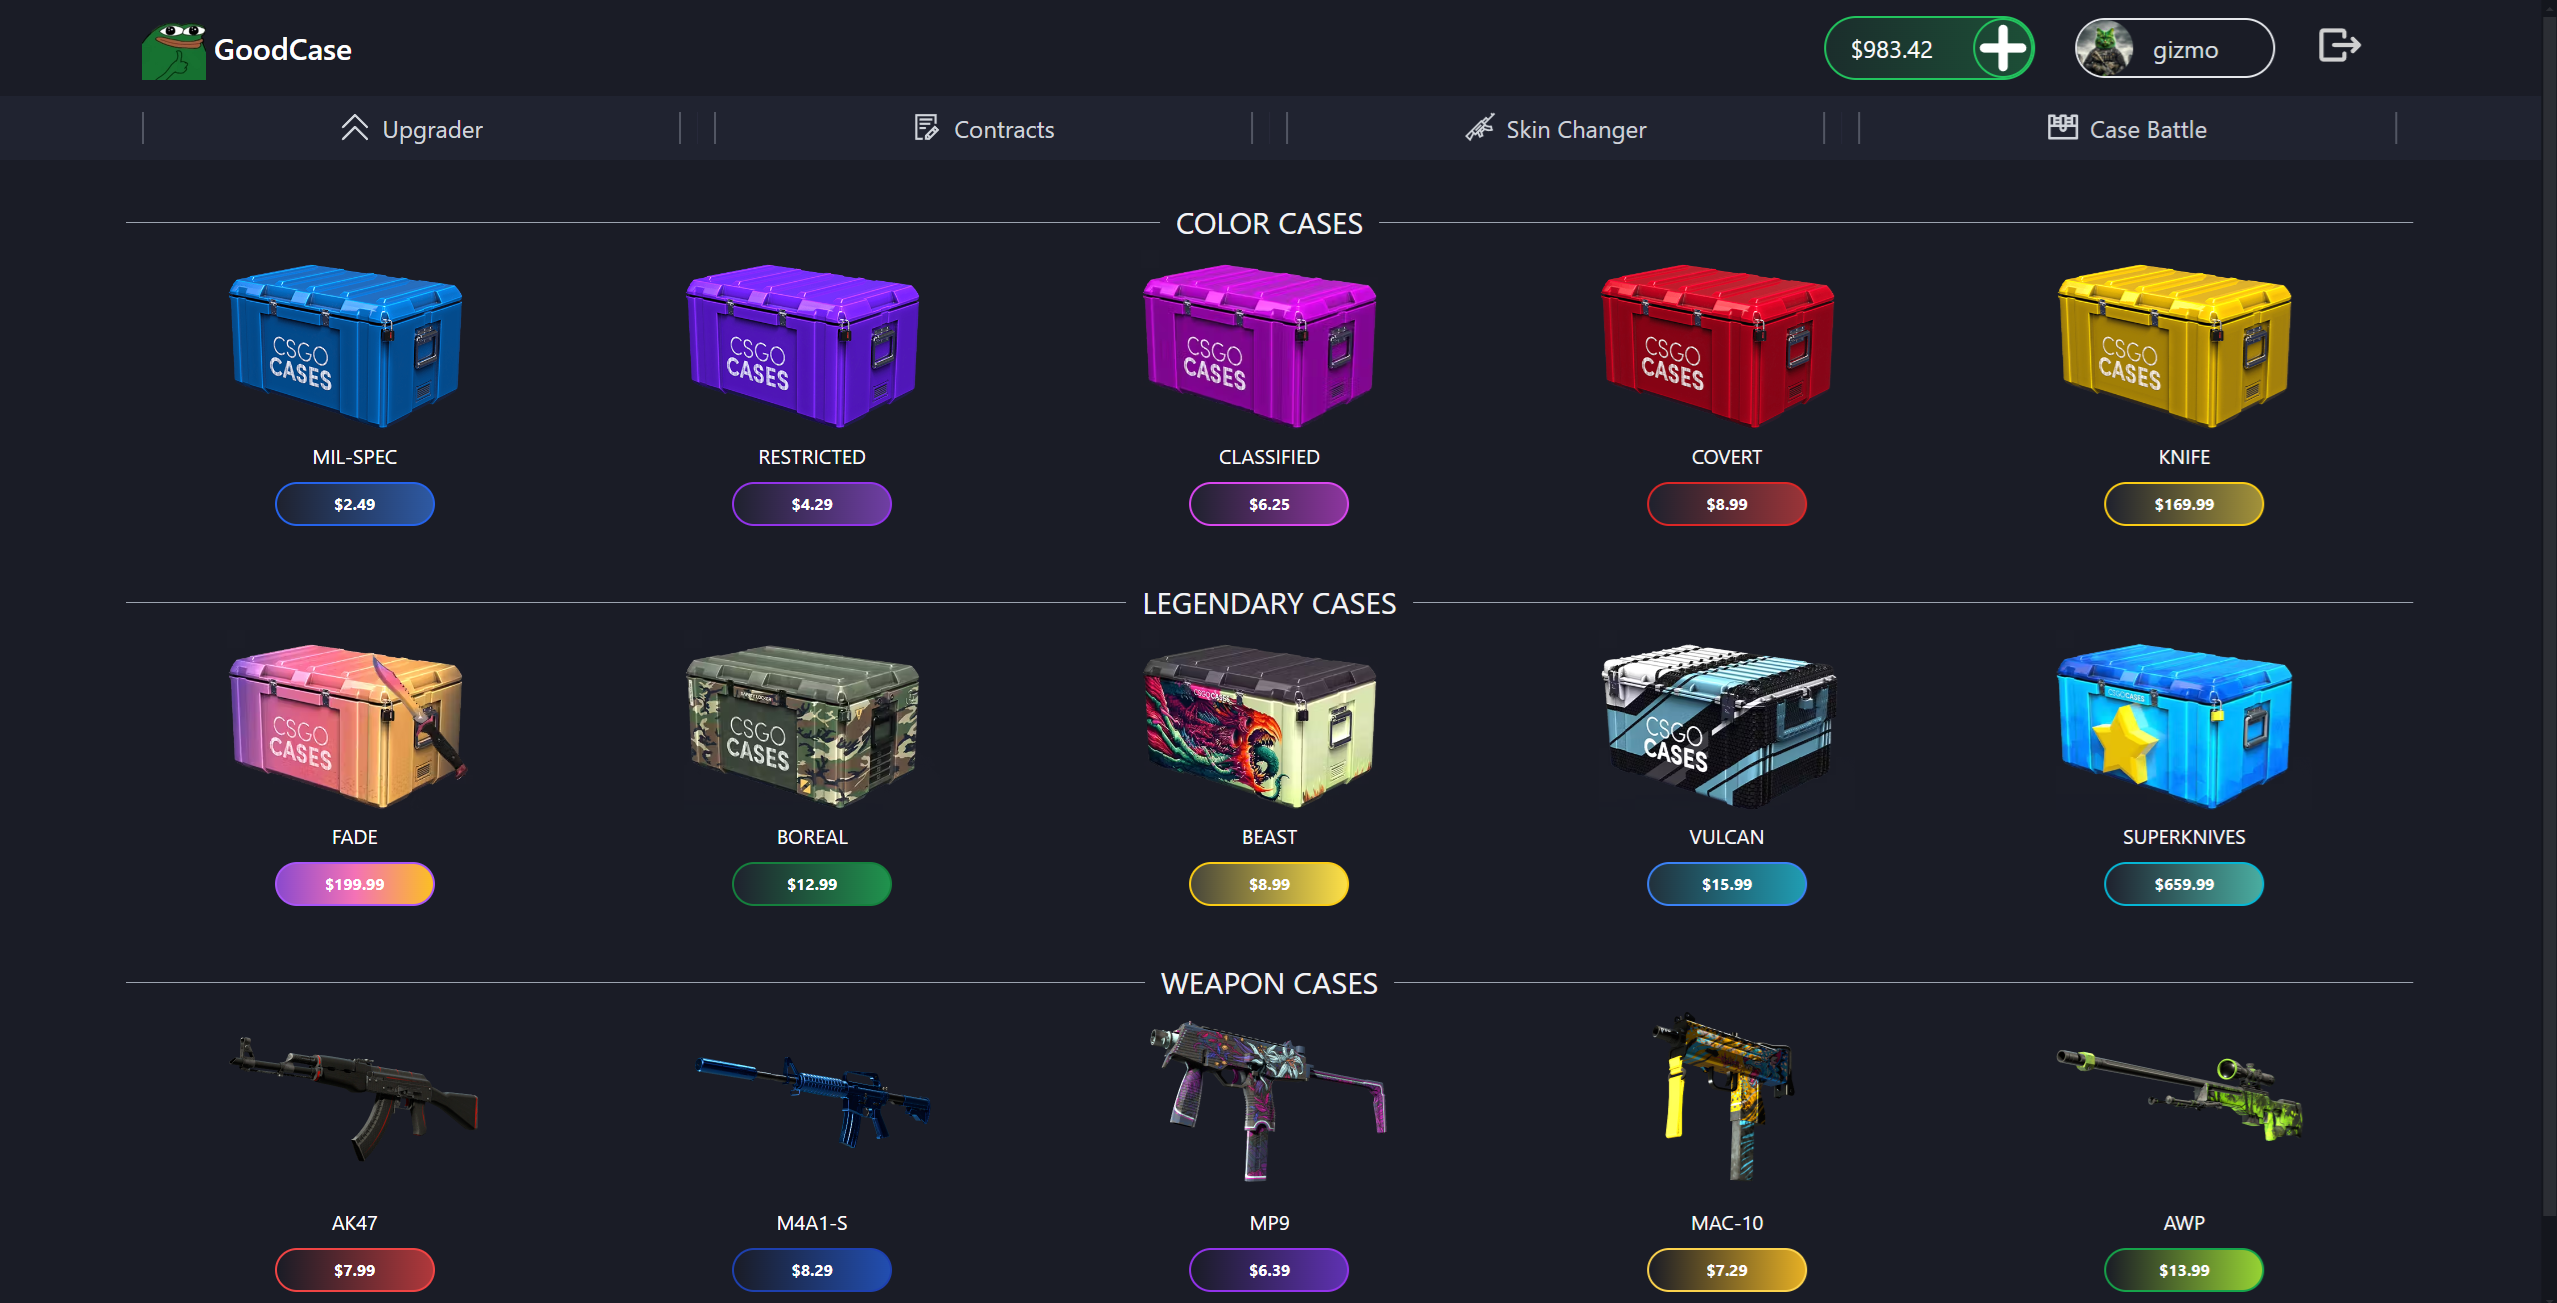 GoodCase
$983.42
gizmo
Upgrader
Contracts
Skin Changer
Case Battle
COLOR CASES
CSGO
CASES
CSGO
CASES
CSGO
CASES
CSGO
CASES
CSGO
CASES
MIL-SPEC
RESTRICTED
CLASSIFIED
COVERT
KNIFE
$2.49
$4.29
$6.25
$8.99
$169.99
LEGENDARY CASES
CSGO
CASES
CSGO
CASES
CSGOCASES
CSGO
CASES
CSGOCASES
FADE
BOREAL
BEAST
VULCAN
SUPERKNIVES
$199.99
$12.99
$8.99
$15.99
$659.99
WEAPON CASES
AK47
M4A1-S
MP9
MAC-10
AWP
$7.99
$8.29
$6.39
$7.29
$13.99